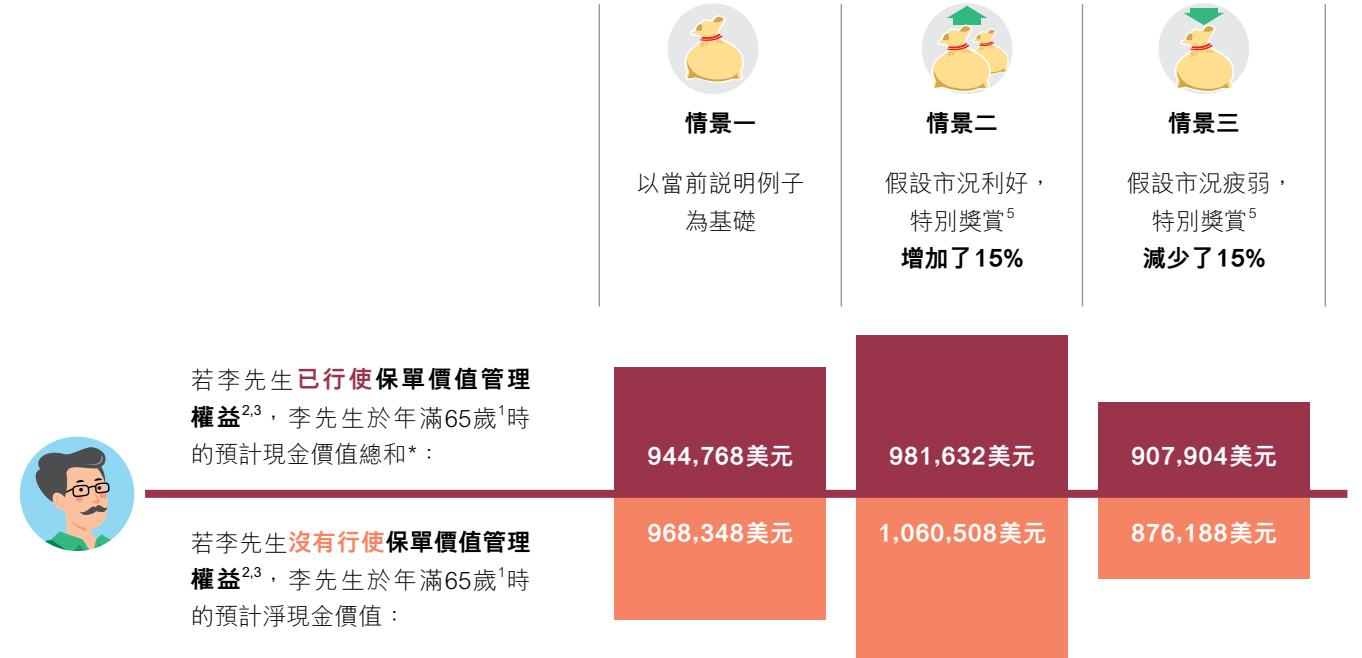 情景一
以當前説明例子
為基礎
情景二
假設市況利好，
特別獎賞5
增加了15%
情景三
假設市況疲弱，
特別獎賞5
減少了15%
若李先生已行使保單價值管理
權益2,3，李先生於年滿65歲1時
的預計現金價值總和*：
944,768美元
981,632美元
907,904美元
若李先生沒有行使保單價值管理
權益2,3，李先生於年滿65歲1時
的預計淨現金價值：
968,348美元
1,060,508美元
876,188美元